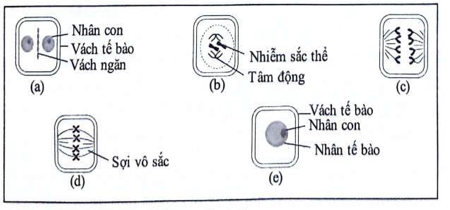 Nhân con
Vách tế bào
Vách ngăn
(a)
Nhiễm sắc thể
Tâm động
(b)
(c)
Sợi vô sắc
(d)
Vách tế bào
Nhân con
Nhân tế bào
(e)